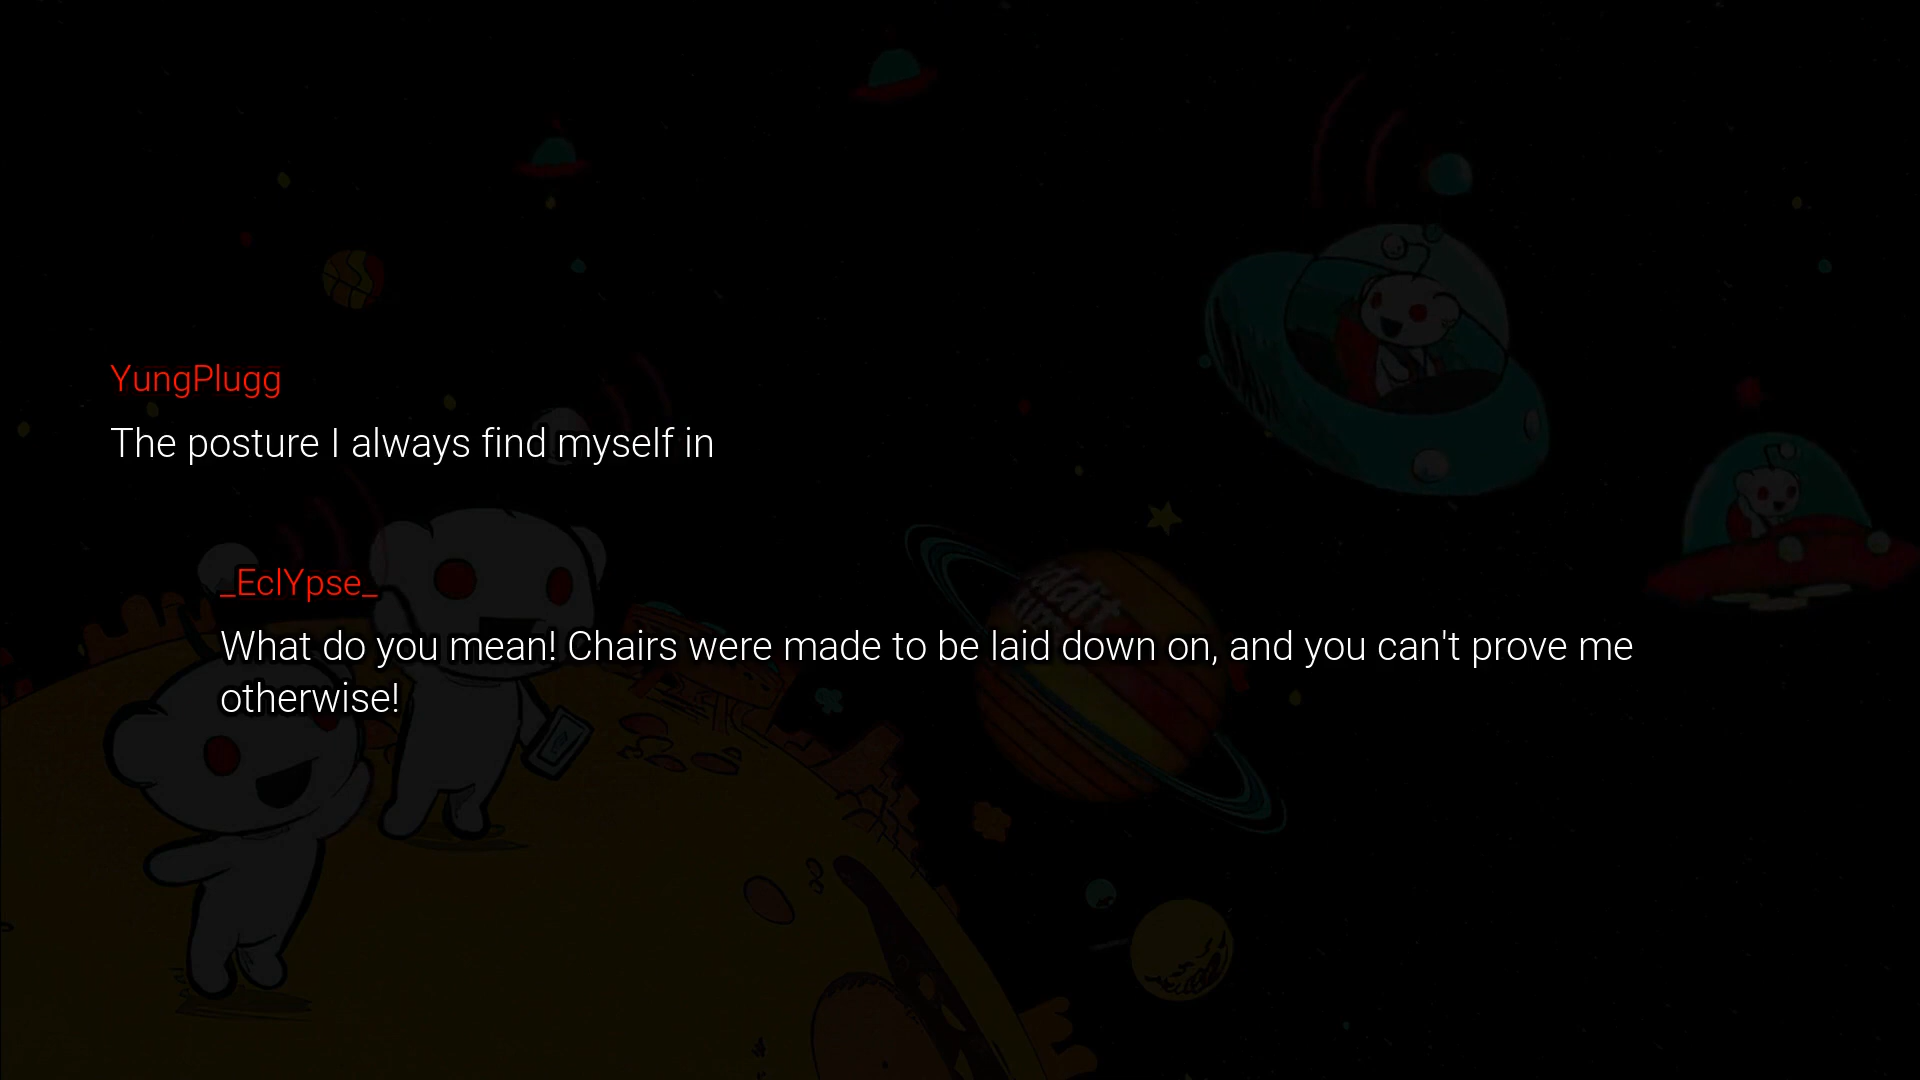 YungPlugg
The posture I always find myself in
_EclYpse_
What do you mean! Chairs were made to be laid down on, and you can't prove me
otherwise!